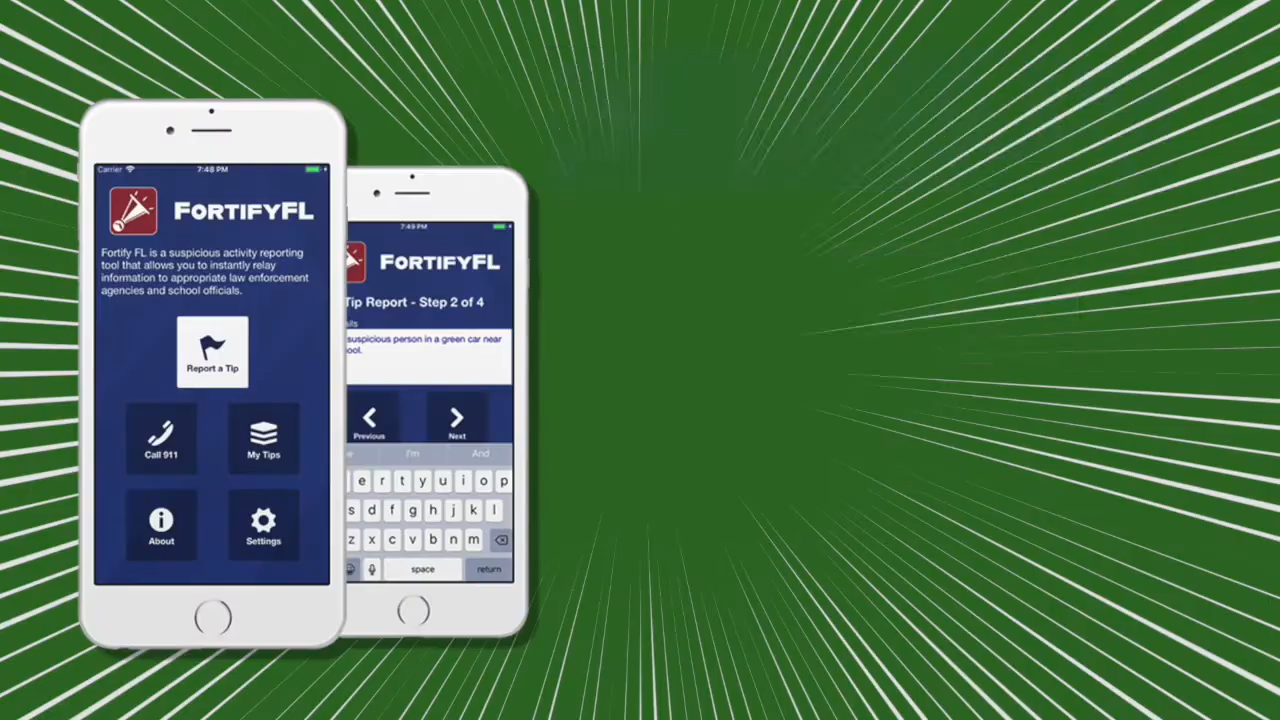 Carrier
7:48 PM
FORTIFYFL
Fortify FL is a suspicious activity reporting
tool that allows you to instantly relay
information to appropriate law enforcement
agencies and school officials.
Report a Tip
Call 911
My Tips
About
Settings
7:49 PM
FORTIFYFL
Tip Report - Step 2 of 4
suspicious person in a green car near
Previous
Next
I'm
And
e r t y u i o p
s d f g h j k l
z x c v b n m
space
return